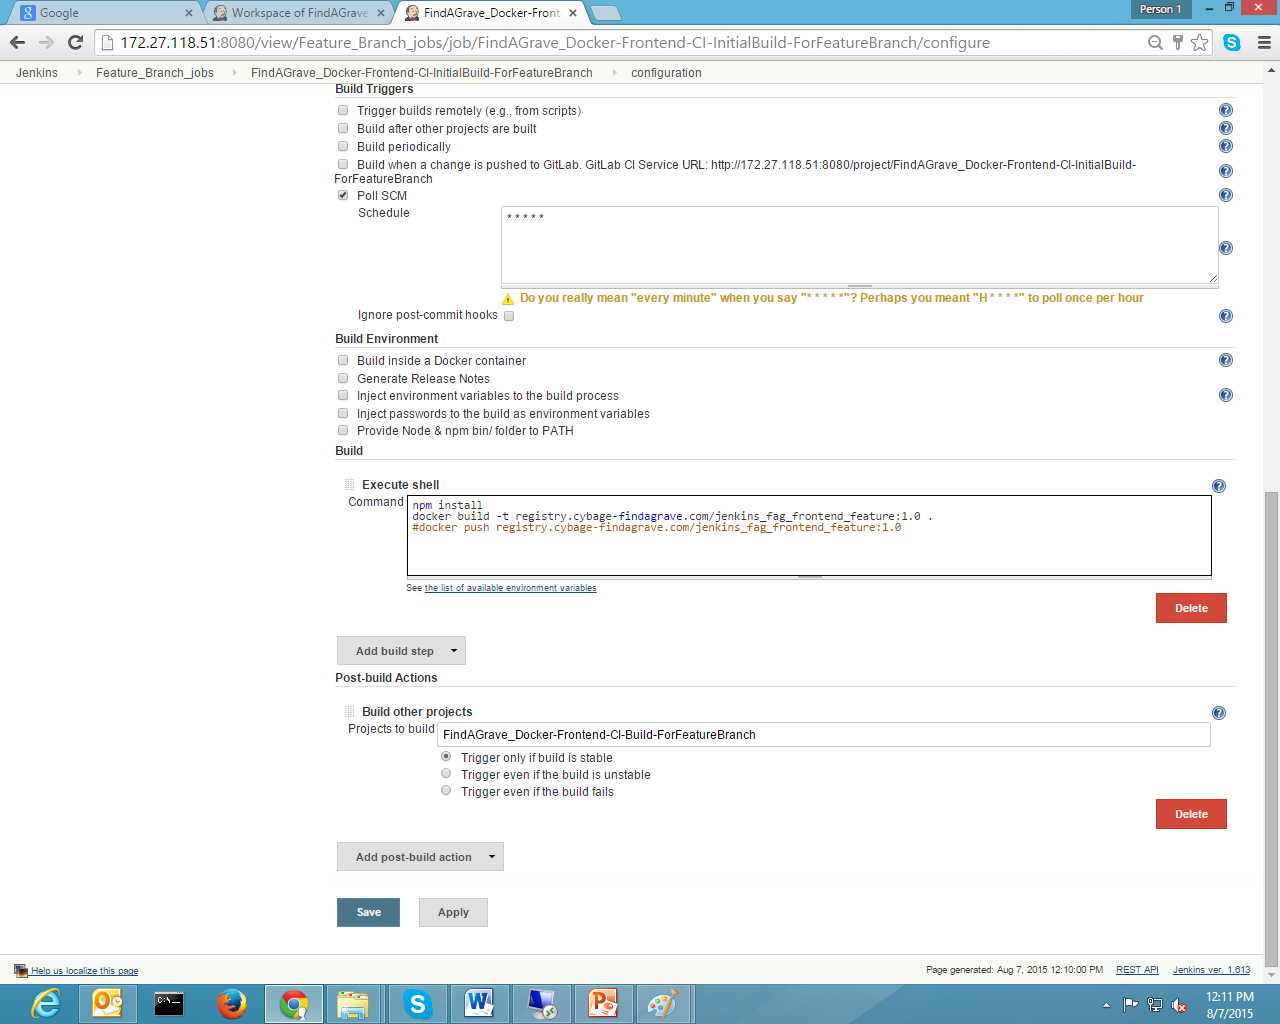 Google
Workspace of FindAGrave
FindAGrave_Docker-Front
Person 1
172.27.118.51:8080/view/Feature_Branch_jobs/job/FindAGrave_Docker-Frontend-CI-InitialBuild-ForFeatureBranch/configure
Jenkins Feature_Branch_jobs FindAGrave_Docker-Frontend-CI-InitialBuild-ForFeatureBranch configuration
Build Triggers
Trigger builds remotely (e.g., from scripts)
Build after other projects are built
Build periodically
Build when a change is pushed to GitLab. GitLab CI Service URL: http://172.27.118.51:8080/project/FindAGrave_Docker-Frontend-CI-InitialBuild-
ForFeatureBranch
Poll SCM
Schedule
* * * * *
Do you really mean "every minute" when you say "* * * * *"? Perhaps you meant "H * * * *" to poll once per hour
Ignore post-commit hooks
Build Environment
Build inside a Docker container
Generate Release Notes
Inject environment variables to the build process
Inject passwords to the build as environment variables
Provide Node & npm bin/ folder to PATH
Build
Execute shell
Command
npm install
docker build -t registry.cybage-findagrave.com/jenkins_fag_frontend_feature:1.0 .
#docker push registry.cybage-findagrave.com/jenkins_fag_frontend_feature:1.0
See the list of available environment variables
Delete
Add build step
Post-build Actions
Build other projects
Projects to build
FindAGrave_Docker-Frontend-CI-Build-ForFeatureBranch
Trigger only if build is stable
Trigger even if the build is unstable
Trigger even if the build fails
Delete
Add post-build action
Save
Apply
Help us localize this page
Page generated: Aug 7, 2015 12:10:00 PM
REST API
Jenkins ver. 1.613
12:11 PM
8/7/2015